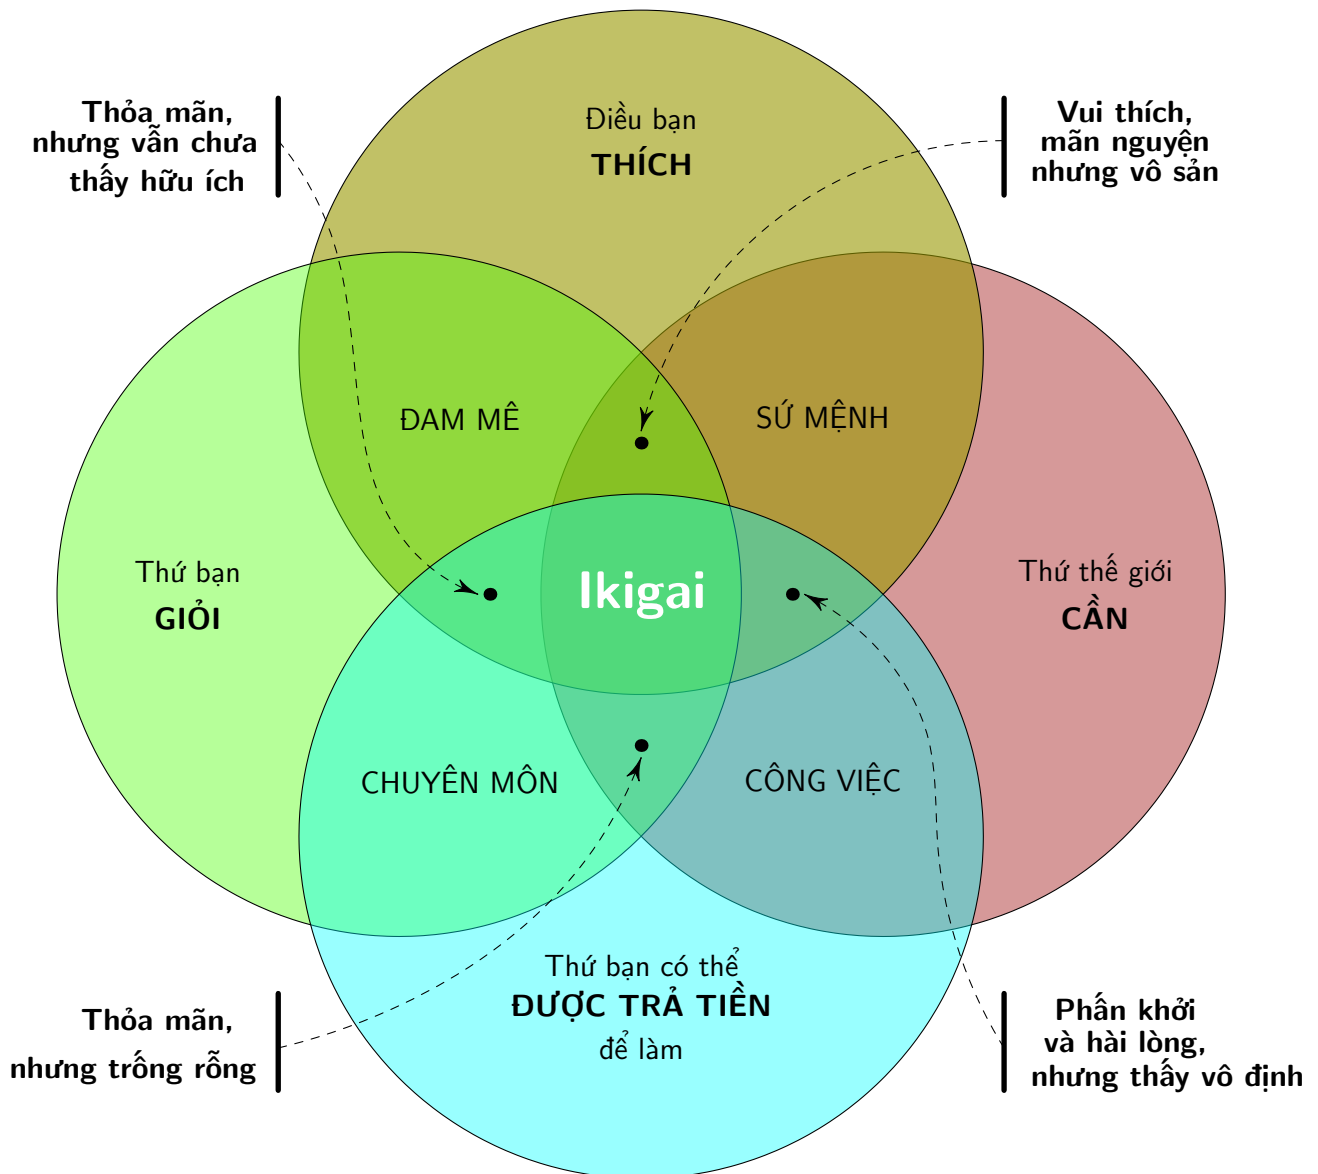 Thỏa mãn,
nhưng vẫn chưa
thấy hữu ích
Điều bạn
THÍCH
Vui thích,
mãn nguyện
nhưng vô sản
ĐAM MÊ
SỨ MỆNH
Thứ bạn
GIỎI
Ikigai
Thứ thế giới
CẦN
CHUYÊN MÔN
CÔNG VIỆC
Thứ bạn có thể
ĐƯỢC TRẢ TIỀN
để làm
Thỏa mãn,
nhưng trống rỗng
Phấn khởi
và hài lòng,
nhưng thấy vô định